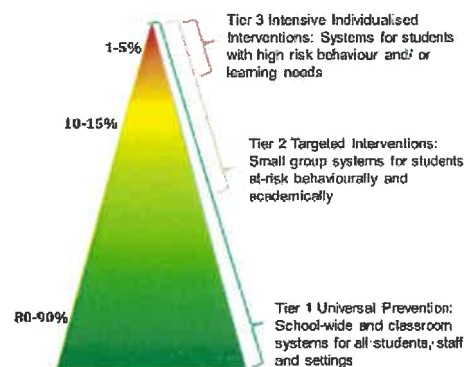 Tier 3 Intensive Individualised
Interventions: Systems for students
with high risk behaviour and/ or
learning needs
1-5%
10-15%
Tier 2 Targeted Interventions:
Small group systems for students
at-risk behaviourally and
academically
80-90%
Tier 1 Universal Prevention:
School-wide and classroom
systems for all students, staff
and settings